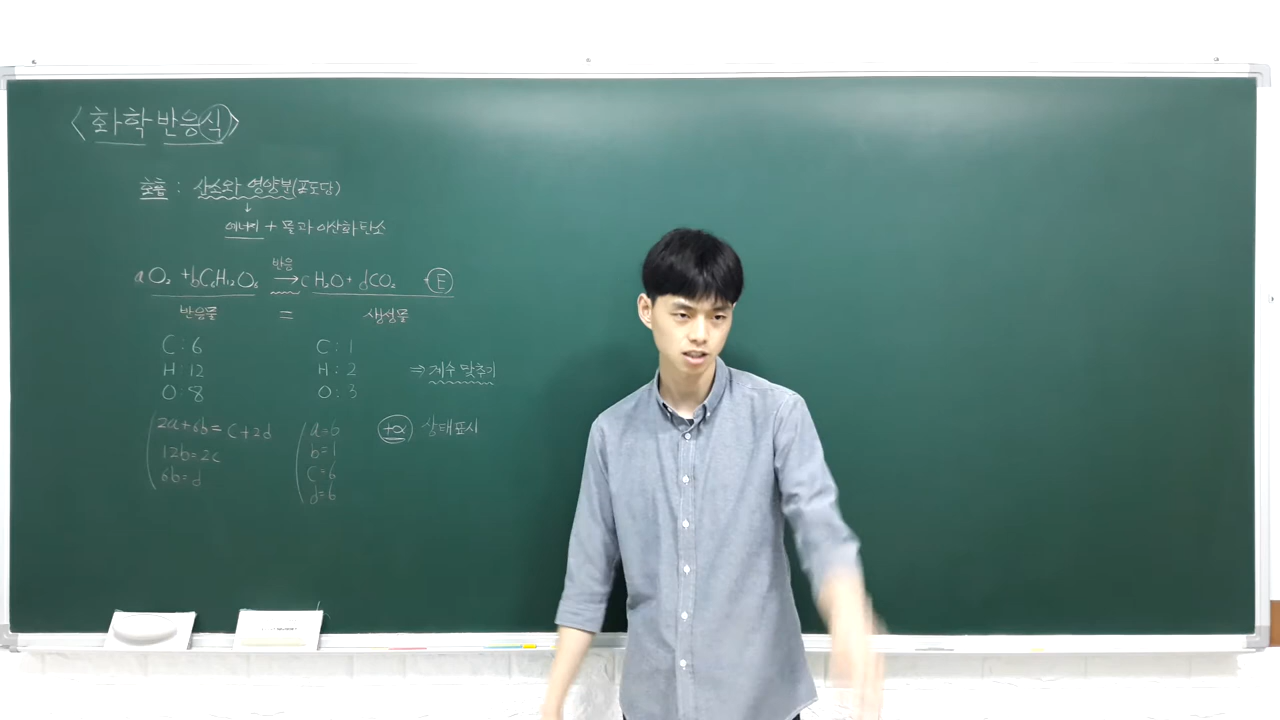 <화학 반응식>
호흡 : 산소와 영양분(포도당)
↓
에너지 + 물과 이산화탄소
aO₂ + bC₆H₁₂O₆ →(반응) cH₂O + dCO₂ + E
반응물 = 생성물
C : 6 C : 1
H : 12 H : 2 ⇒ 계수 맞추기
O : 8 O : 3
2a+6b = c+2d a=6 +α 상태표시
12b=2c b=1
6b=d c=6
d=6